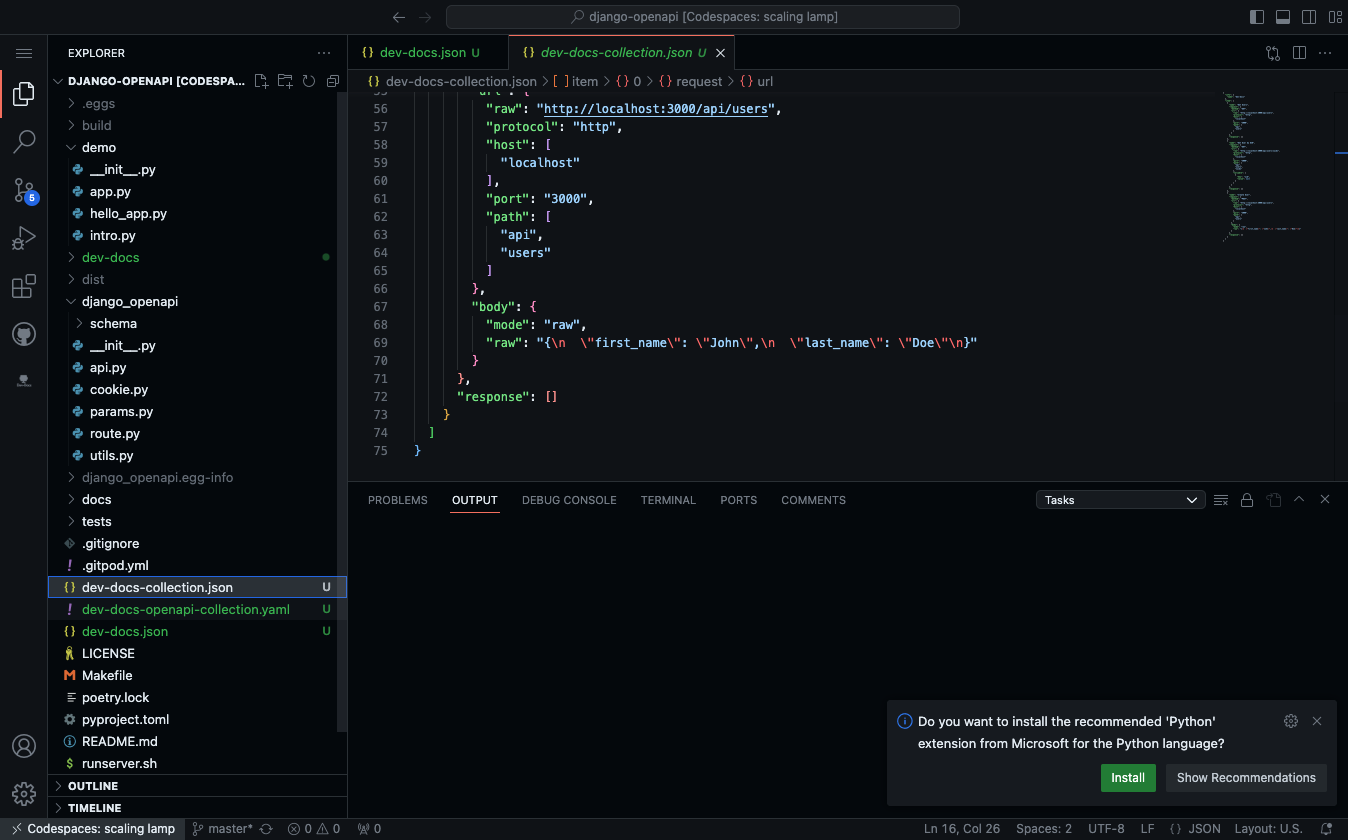 django-openapi [Codespaces: scaling lamp]
EXPLORER
DJANGO-OPENAPI [CODESPA...
.eggs
build
demo
__init__.py
app.py
hello_app.py
intro.py
dev-docs
dist
django_openapi
schema
__init__.py
api.py
cookie.py
params.py
route.py
utils.py
django_openapi.egg-info
docs
tests
.gitignore
.gitpod.yml
dev-docs-collection.json U
dev-docs-openapi-collection.yaml U
dev-docs.json U
LICENSE
Makefile
poetry.lock
pyproject.toml
README.md
runserver.sh
OUTLINE
TIMELINE
5
dev-docs.json U
dev-docs-collection.json U
dev-docs-collection.json > [ ] item > {} 0 > {} request > {} url
55 "url": {
56 "raw": "http://localhost:3000/api/users",
57 "protocol": "http",
58 "host": [
59 "localhost"
60 ],
61 "port": "3000",
62 "path": [
63 "api",
64 "users"
65 ]
66 },
67 "body": {
68 "mode": "raw",
69 "raw": "{\n  \"first_name\": \"John\",\n  \"last_name\": \"Doe\"\n}"
70 }
71 },
72 "response": []
73 }
74 ]
75 }
PROBLEMS OUTPUT DEBUG CONSOLE TERMINAL PORTS COMMENTS
Tasks
Do you want to install the recommended 'Python'
extension from Microsoft for the Python language?
Install Show Recommendations
Codespaces: scaling lamp master* 0 0 0 Ln 16, Col 26 Spaces: 2 UTF-8 LF {} JSON Layout: U.S.